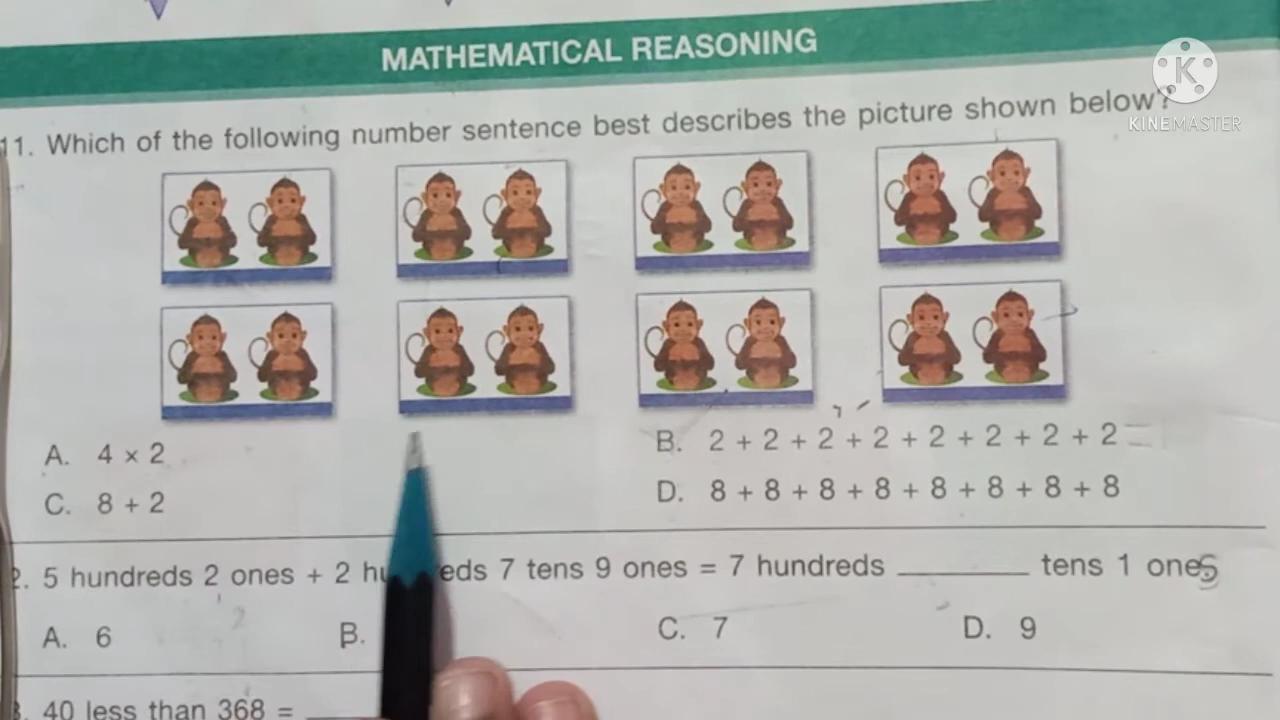 MATHEMATICAL REASONING
K
KINEMASTER
11. Which of the following number sentence best describes the picture shown below?
A. 4 × 2
B. 2 + 2 + 2 + 2 + 2 + 2 + 2 + 2 =
C. 8 + 2
D. 8 + 8 + 8 + 8 + 8 + 8 + 8 + 8
2. 5 hundreds 2 ones + 2 7 tens 9 ones = 7 hundreds ________ tens 1 ones
A. 6
B.
C. 7
D. 9
40 less than 368 = ____